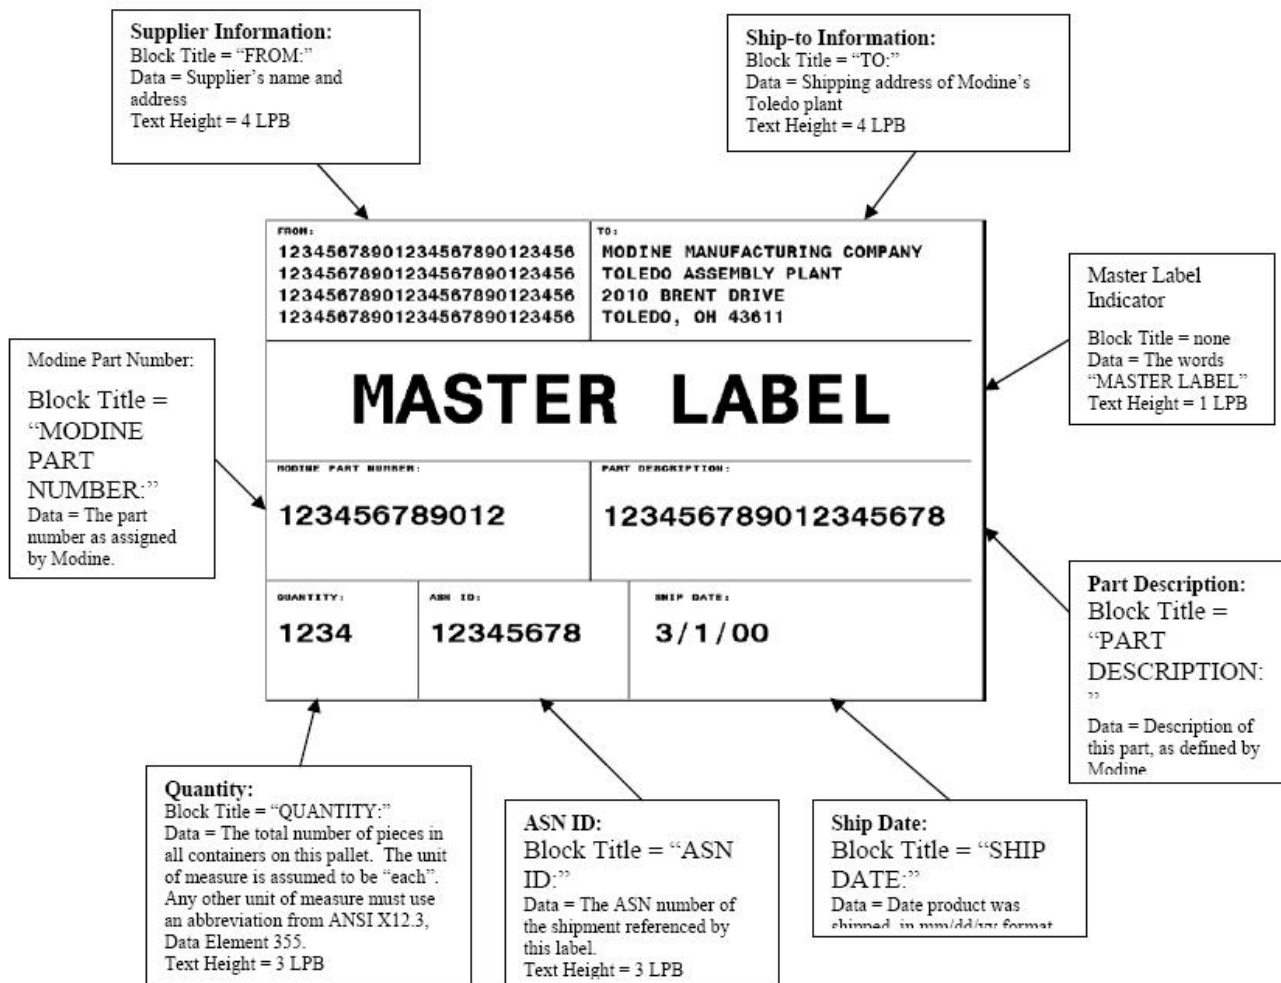 Supplier Information:
Block Title = “FROM:”
Data = Supplier’s name and
address
Text Height = 4 LPB
Ship-to Information:
Block Title = “TO:”
Data = Shipping address of Modine’s
Toledo plant
Text Height = 4 LPB
FROM:
12345678901234567890123456
12345678901234567890123456
12345678901234567890123456
12345678901234567890123456
TO:
MODINE MANUFACTURING COMPANY
TOLEDO ASSEMBLY PLANT
2010 BRENT DRIVE
TOLEDO, OH 43611
Master Label
Indicator
Block Title = none
Data = The words
“MASTER LABEL”
Text Height = 1 LPB
Modine Part Number:
Block Title =
“MODINE
PART
NUMBER:”
Data = The part
number as assigned
by Modine.
MASTER LABEL
MODINE PART NUMBER:
123456789012
PART DESCRIPTION:
123456789012345678
QUANTITY:
1234
ASN ID:
12345678
SHIP DATE:
3/1/00
Part Description:
Block Title =
“PART
DESCRIPTION:
”
Data = Description of
this part, as defined by
Modine
Quantity:
Block Title = “QUANTITY:”
Data = The total number of pieces in
all containers on this pallet. The unit
of measure is assumed to be “each”.
Any other unit of measure must use
an abbreviation from ANSI X12.3,
Data Element 355.
Text Height = 3 LPB
ASN ID:
Block Title = “ASN
ID:”
Data = The ASN number of
the shipment referenced by
this label.
Text Height = 3 LPB
Ship Date:
Block Title = “SHIP
DATE:”
Data = Date product was
shipped, in mm/dd/yy format